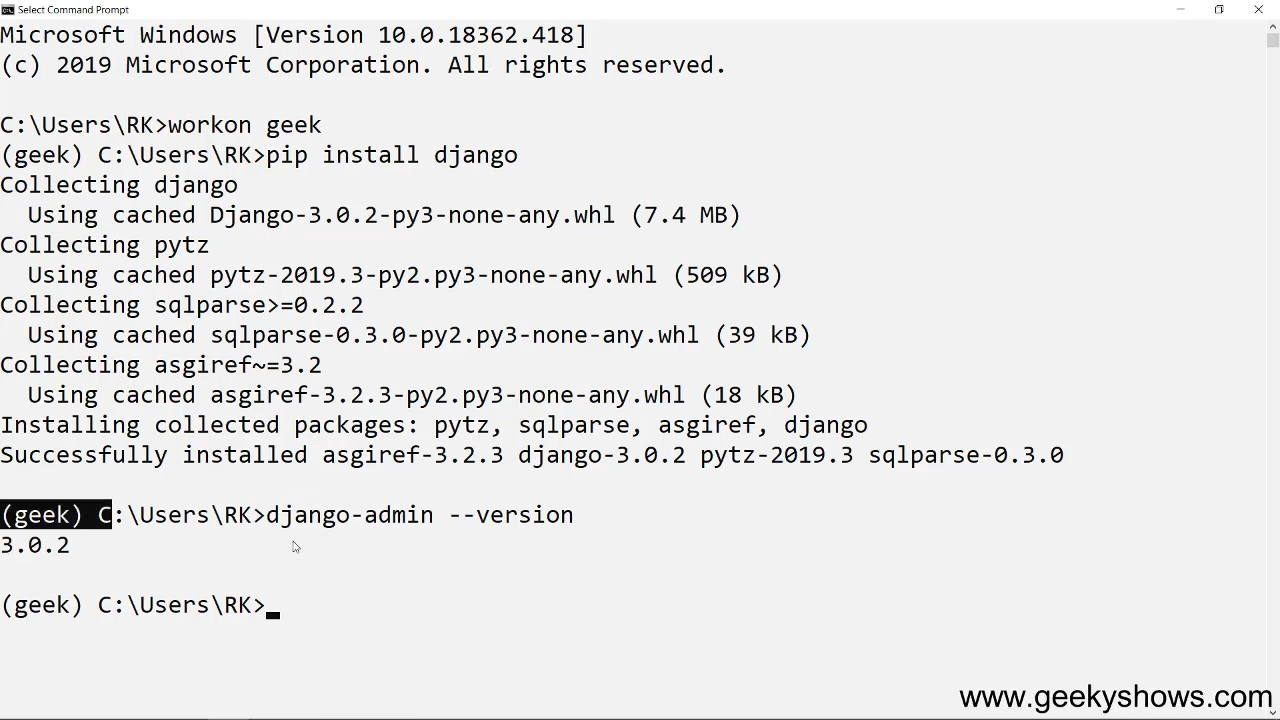 Select Command Prompt
Microsoft Windows [Version 10.0.18362.418]
(c) 2019 Microsoft Corporation. All rights reserved.
C:\Users\RK>workon geek
(geek) C:\Users\RK>pip install django
Collecting django
  Using cached Django-3.0.2-py3-none-any.whl (7.4 MB)
Collecting pytz
  Using cached pytz-2019.3-py2.py3-none-any.whl (509 kB)
Collecting sqlparse>=0.2.2
  Using cached sqlparse-0.3.0-py2.py3-none-any.whl (39 kB)
Collecting asgiref~=3.2
  Using cached asgiref-3.2.3-py2.py3-none-any.whl (18 kB)
Installing collected packages: pytz, sqlparse, asgiref, django
Successfully installed asgiref-3.2.3 django-3.0.2 pytz-2019.3 sqlparse-0.3.0
(geek) C:\Users\RK>django-admin --version
3.0.2
(geek) C:\Users\RK>
www.geekyshows.com